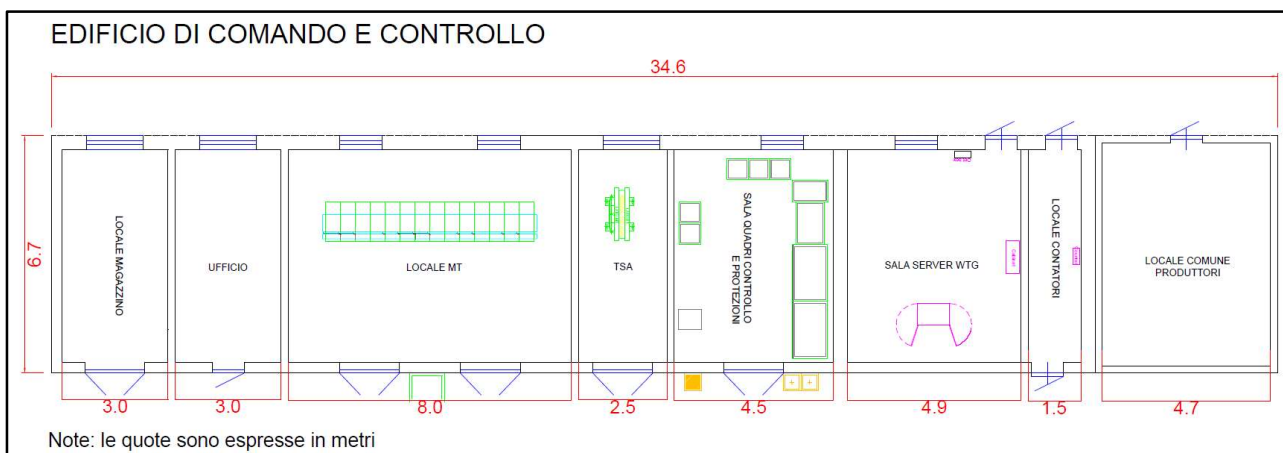 EDIFICIO DI COMANDO E CONTROLLO
34.6
6.7
LOCALE MAGAZZINO
UFFICIO
LOCALE MT
TSA
SALA QUADRI CONTROLLO
E PROTEZIONI
SALA SERVER WTG
LOCALE CONTATORI
LOCALE COMUNE
PRODUTTORI
3.0
3.0
8.0
2.5
4.5
4.9
1.5
4.7
Note: le quote sono espresse in metri